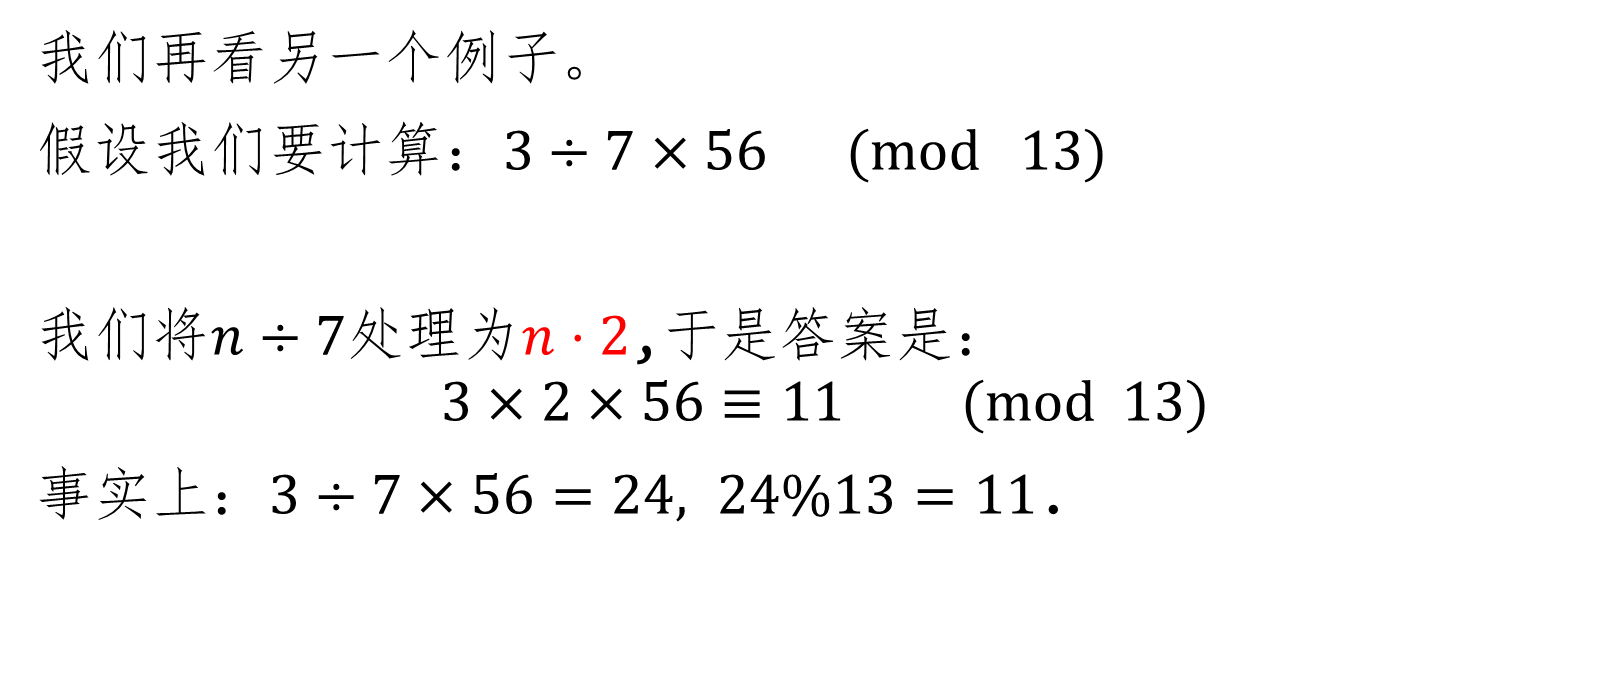 我们再看另一个例子。
假设我们要计算：3 ÷ 7 × 56 (mod 13)
我们将n ÷ 7处理为n · 2,于是答案是：
3 × 2 × 56 ≡ 11 (mod 13)
事实上：3 ÷ 7 × 56 = 24, 24%13 = 11.